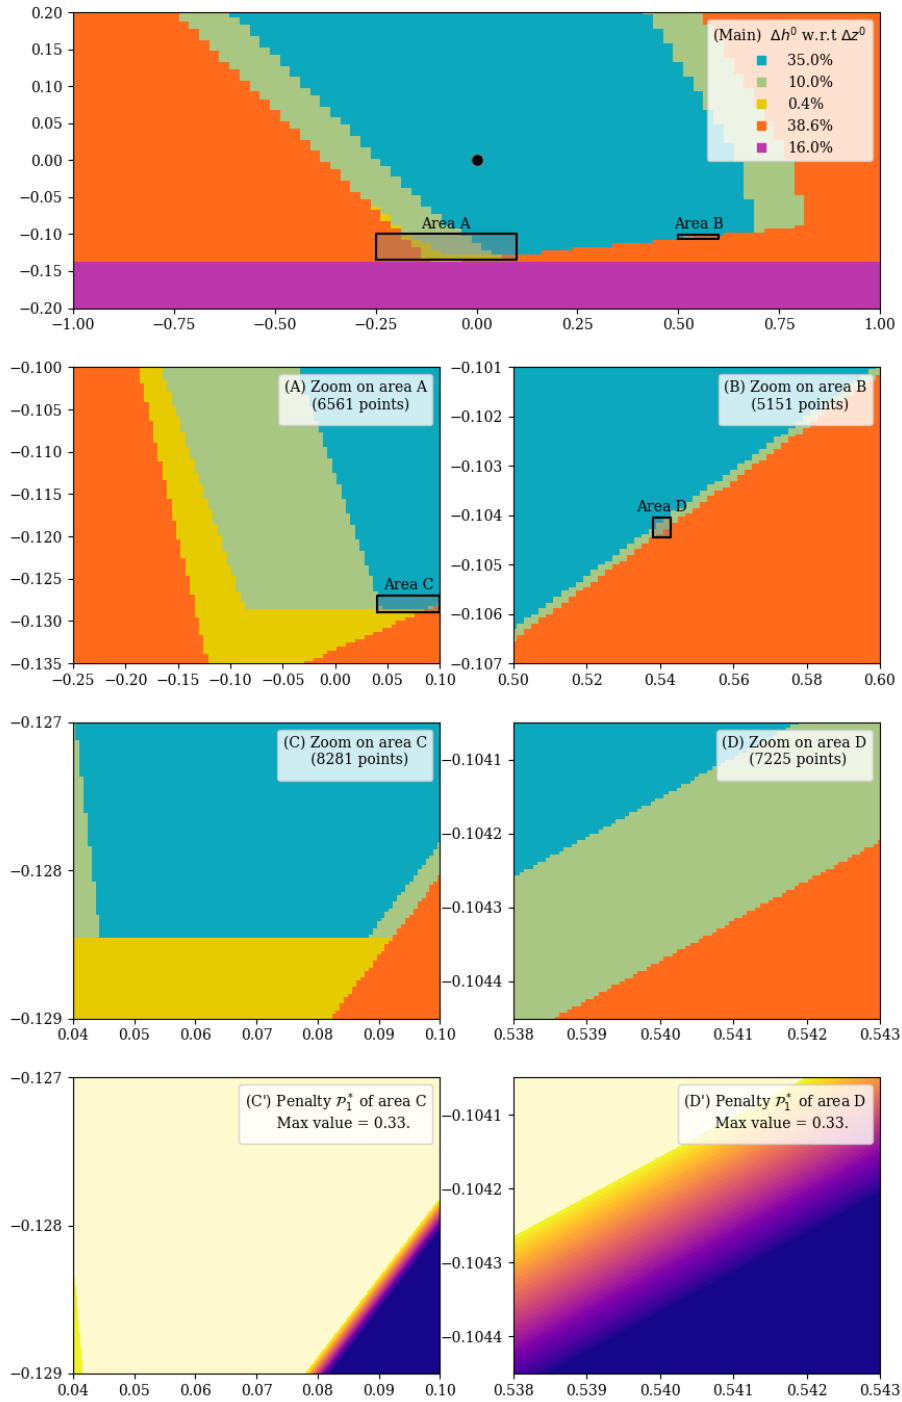 (Main) Δh⁰ w.r.t Δz⁰
35.0%
10.0%
0.4%
38.6%
16.0%
0.20
0.15
0.10
0.05
0.00
−0.05
−0.10
−0.15
−0.20
Area A
Area B
−1.00 −0.75 −0.50 −0.25 0.00 0.25 0.50 0.75 1.00
(A) Zoom on area A
(6561 points)
−0.100
−0.105
−0.110
−0.115
−0.120
−0.125
−0.130
−0.135
Area C
−0.25 −0.20 −0.15 −0.10 −0.05 0.00 0.05 0.10
(B) Zoom on area B
(5151 points)
−0.101
−0.102
−0.103
−0.104
−0.105
−0.106
−0.107
Area D
0.50 0.52 0.54 0.56 0.58 0.60
(C) Zoom on area C
(8281 points)
−0.127
−0.128
−0.129
0.04 0.05 0.06 0.07 0.08 0.09 0.10
(D) Zoom on area D
(7225 points)
−0.1041
−0.1042
−0.1043
−0.1044
0.538 0.539 0.540 0.541 0.542 0.543
(C') Penalty 𝒫₁* of area C
Max value = 0.33.
−0.127
−0.128
−0.129
0.04 0.05 0.06 0.07 0.08 0.09 0.10
(D') Penalty 𝒫₁* of area D
Max value = 0.33.
−0.1041
−0.1042
−0.1043
−0.1044
0.538 0.539 0.540 0.541 0.542 0.543